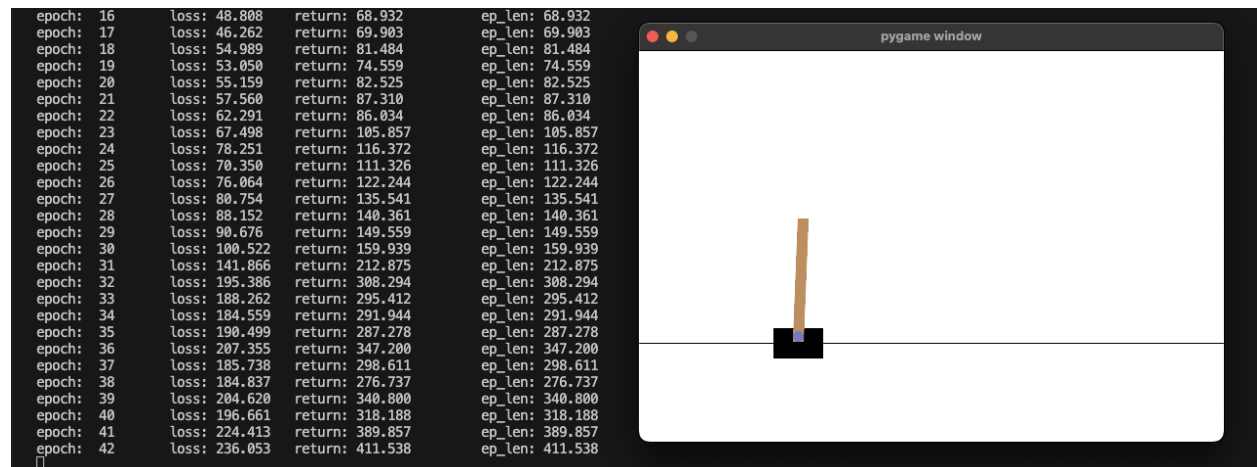 epoch: 16 loss: 48.808 return: 68.932 ep_len: 68.932
epoch: 17 loss: 46.262 return: 69.903 ep_len: 69.903
epoch: 18 loss: 54.989 return: 81.484 ep_len: 81.484
epoch: 19 loss: 53.050 return: 74.559 ep_len: 74.559
epoch: 20 loss: 55.159 return: 82.525 ep_len: 82.525
epoch: 21 loss: 57.560 return: 87.310 ep_len: 87.310
epoch: 22 loss: 62.291 return: 86.034 ep_len: 86.034
epoch: 23 loss: 67.498 return: 105.857 ep_len: 105.857
epoch: 24 loss: 78.251 return: 116.372 ep_len: 116.372
epoch: 25 loss: 70.350 return: 111.326 ep_len: 111.326
epoch: 26 loss: 76.064 return: 122.244 ep_len: 122.244
epoch: 27 loss: 80.754 return: 135.541 ep_len: 135.541
epoch: 28 loss: 88.152 return: 140.361 ep_len: 140.361
epoch: 29 loss: 90.676 return: 149.559 ep_len: 149.559
epoch: 30 loss: 100.522 return: 159.939 ep_len: 159.939
epoch: 31 loss: 141.866 return: 212.875 ep_len: 212.875
epoch: 32 loss: 195.386 return: 308.294 ep_len: 308.294
epoch: 33 loss: 188.262 return: 295.412 ep_len: 295.412
epoch: 34 loss: 184.559 return: 291.944 ep_len: 291.944
epoch: 35 loss: 190.499 return: 287.278 ep_len: 287.278
epoch: 36 loss: 207.355 return: 347.200 ep_len: 347.200
epoch: 37 loss: 185.738 return: 298.611 ep_len: 298.611
epoch: 38 loss: 184.837 return: 276.737 ep_len: 276.737
epoch: 39 loss: 204.620 return: 340.800 ep_len: 340.800
epoch: 40 loss: 196.661 return: 318.188 ep_len: 318.188
epoch: 41 loss: 224.413 return: 389.857 ep_len: 389.857
epoch: 42 loss: 236.053 return: 411.538 ep_len: 411.538
pygame window